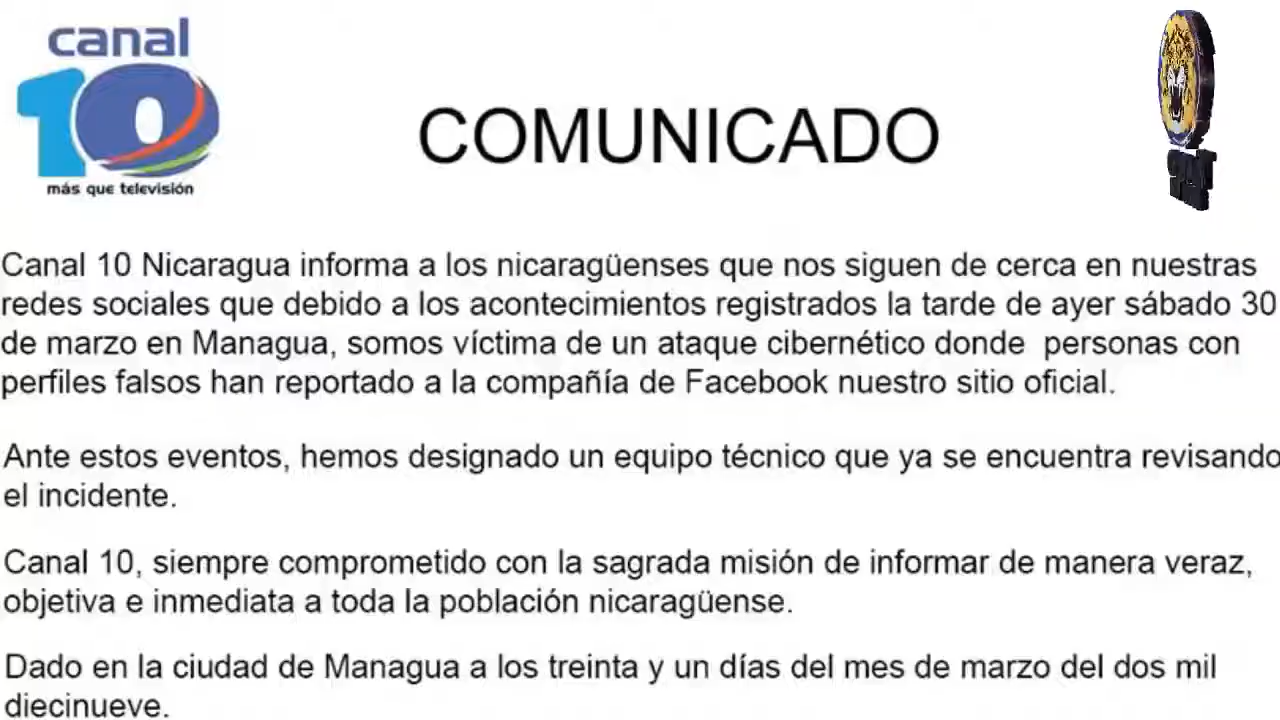 canal
10
más que televisión
COMUNICADO
Canal 10 Nicaragua informa a los nicaragüenses que nos siguen de cerca en nuestras
redes sociales que debido a los acontecimientos registrados la tarde de ayer sábado 30
de marzo en Managua, somos víctima de un ataque cibernético donde personas con
perfiles falsos han reportado a la compañía de Facebook nuestro sitio oficial.
Ante estos eventos, hemos designado un equipo técnico que ya se encuentra revisando
el incidente.
Canal 10, siempre comprometido con la sagrada misión de informar de manera veraz,
objetiva e inmediata a toda la población nicaragüense.
Dado en la ciudad de Managua a los treinta y un días del mes de marzo del dos mil
diecinueve.